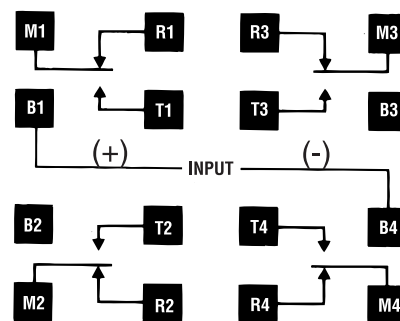 M1 R1 R3 M3
B1 T1 T3 B3
(+) INPUT (-)
B2 T2 T4 B4
M2 R2 R4 M4